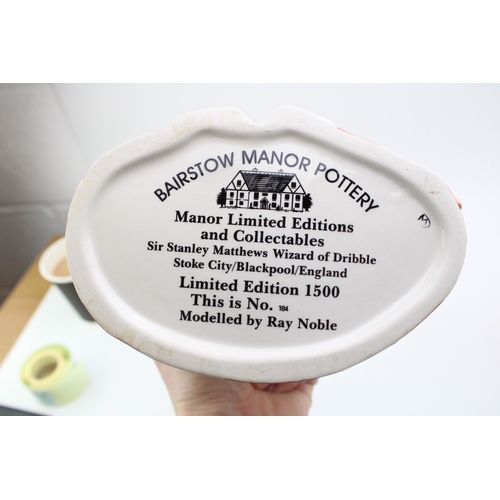 BAIRSTOW MANOR POTTERY
Manor Limited Editions
and Collectables
Sir Stanley Matthews Wizard of Dribble
Stoke City/Blackpool/England
Limited Edition 1500
This is No. 184
Modelled by Ray Noble